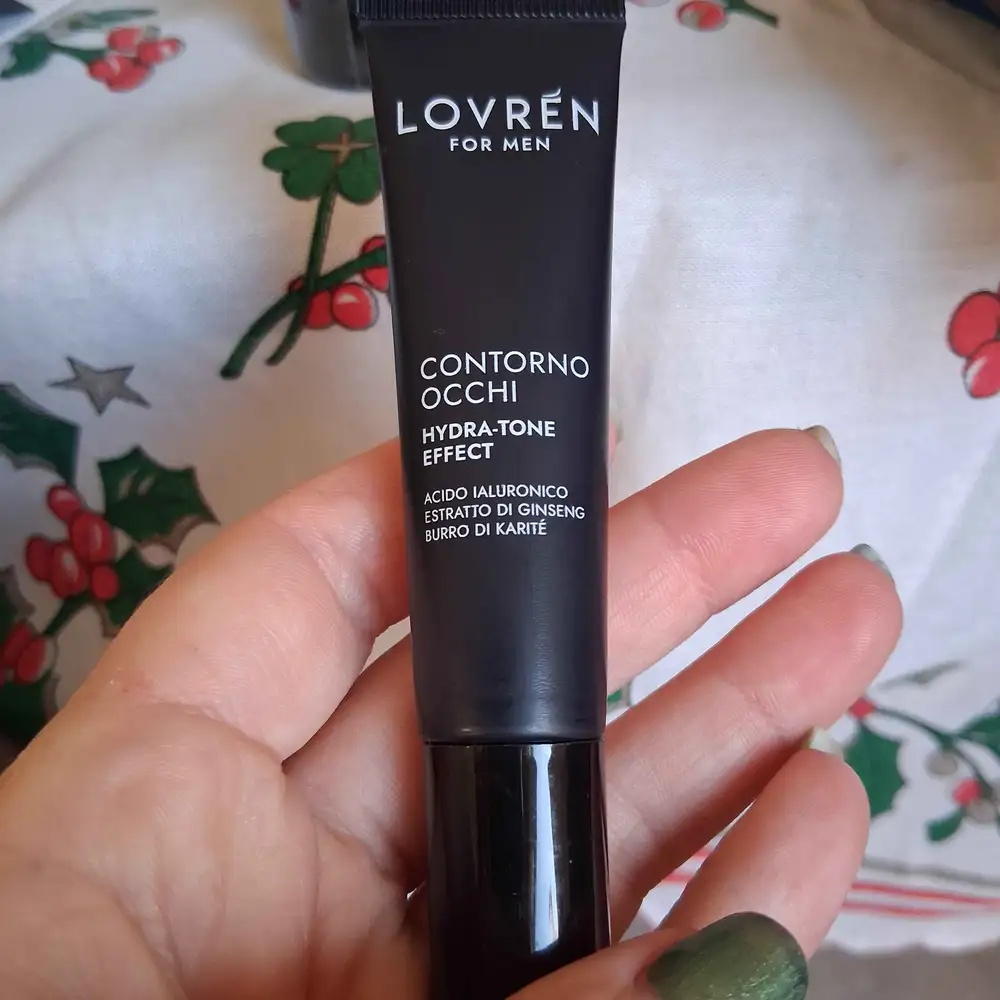 LOVRÉN
FOR MEN
CONTORNO
OCCHI
HYDRA-TONE
EFFECT
ACIDO IALURONICO
ESTRATTO DI GINSENG
BURRO DI KARITÉ